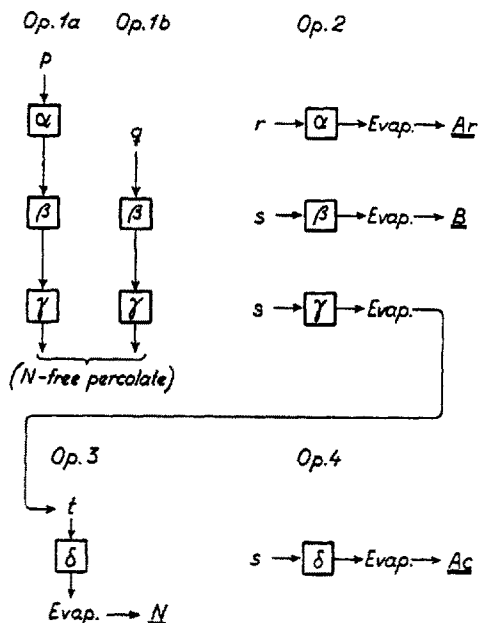 Op.1a Op.1b Op.2
p
α
q
r α Evap. Ar
β β
s β Evap. B
γ γ
s γ Evap.
(N-free percolate)
Op.3 Op.4
t
δ
s δ Evap. Ac
Evap. N